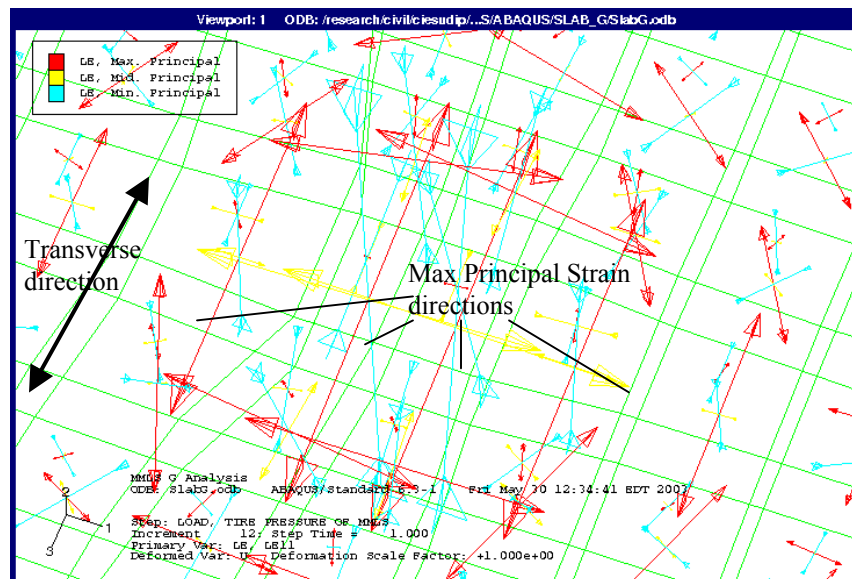 Viewport: 1 ODB: /research/civil/ciesudip/...S/ABAQUS/SLAB_G/SlabG.odb
LE, Max. Principal
LE, Mid. Principal
LE, Min. Principal
Transverse
direction
Max Principal Strain
directions
MMLS G Analysis
ODB: SlabG.odb ABAQUS/Standard 6.3-1 Fri May 30 12:34:41 EDT 2003
Step: LOAD, TIRE PRESSURE OF MMLS
Increment 12: Step Time = 1.000
Primary Var: LE, LE11
Deformed Var: U Deformation Scale Factor: +1.000e+00
2
1
3